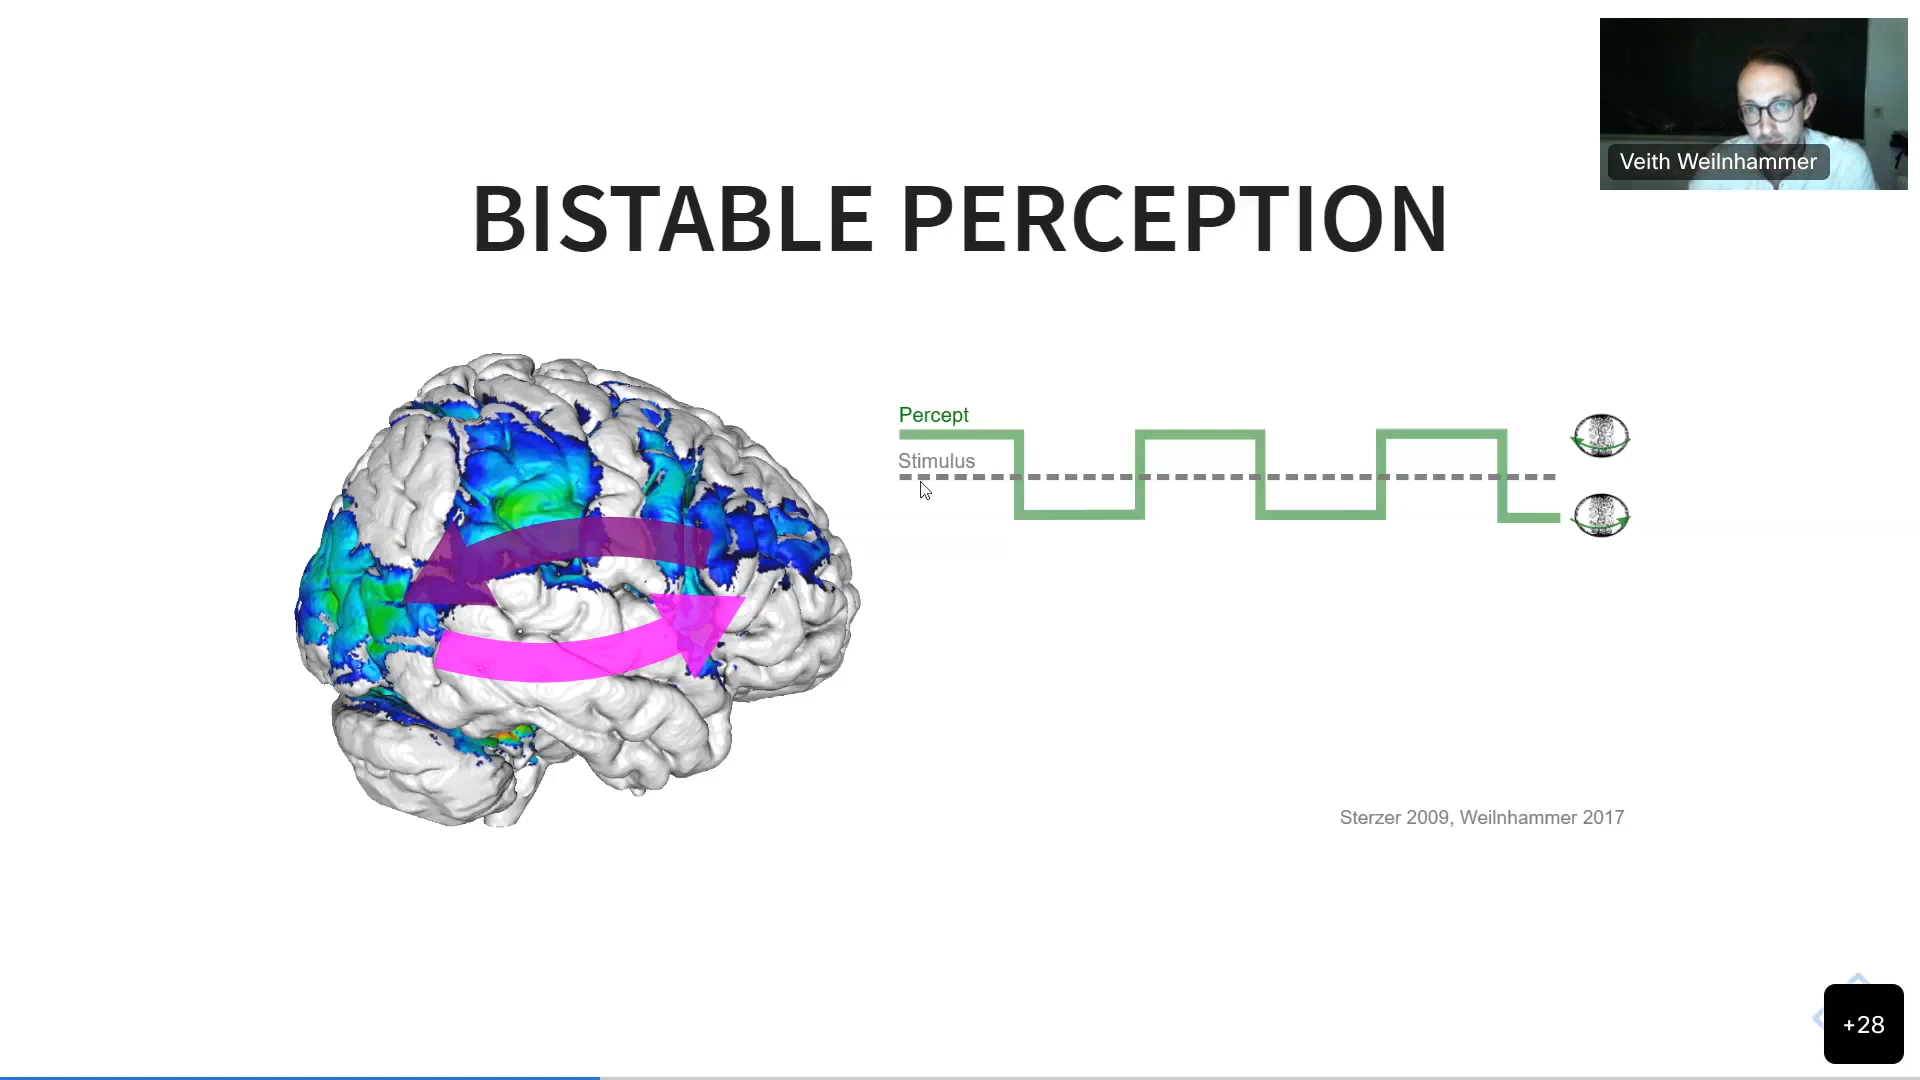 Veith Weilnhammer
BISTABLE PERCEPTION
Percept
Stimulus
Sterzer 2009, Weilnhammer 2017
+28